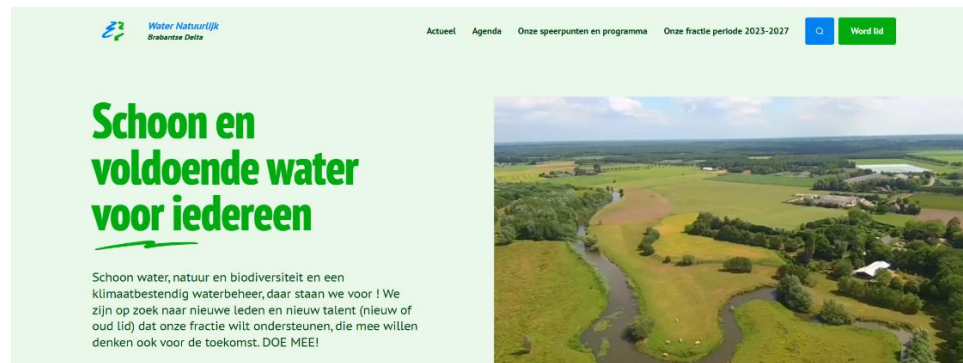 Water Natuurlijk
Brabantse Delta
Actueel Agenda Onze speerpunten en programma Onze fractie periode 2023-2027 Word lid
Schoon en
voldoende water
voor iedereen
Schoon water, natuur en biodiversiteit en een
klimaatbestendig waterbeheer, daar staan we voor ! We
zijn op zoek naar nieuwe leden en nieuw talent (nieuw of
oud lid) dat onze fractie wilt ondersteunen, die mee willen
denken ook voor de toekomst. DOE MEE!